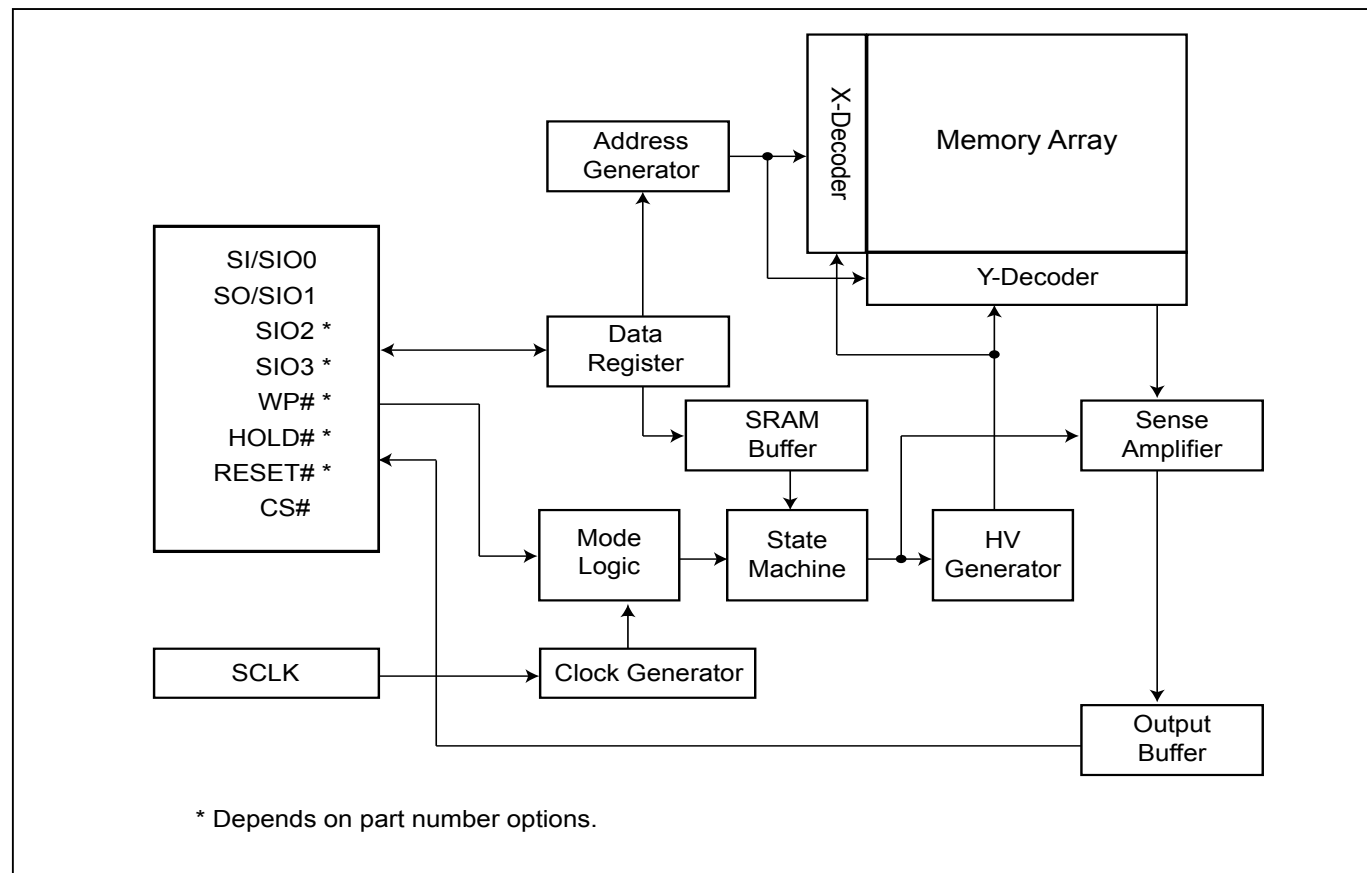 X-Decoder
Memory Array
Address
Generator
Y-Decoder
SI/SIO0
SO/SIO1
SIO2 *
SIO3 *
WP# *
HOLD# *
RESET# *
CS#
Data
Register
SRAM
Buffer
Sense
Amplifier
Mode
Logic
State
Machine
HV
Generator
SCLK
Clock Generator
Output
Buffer
* Depends on part number options.